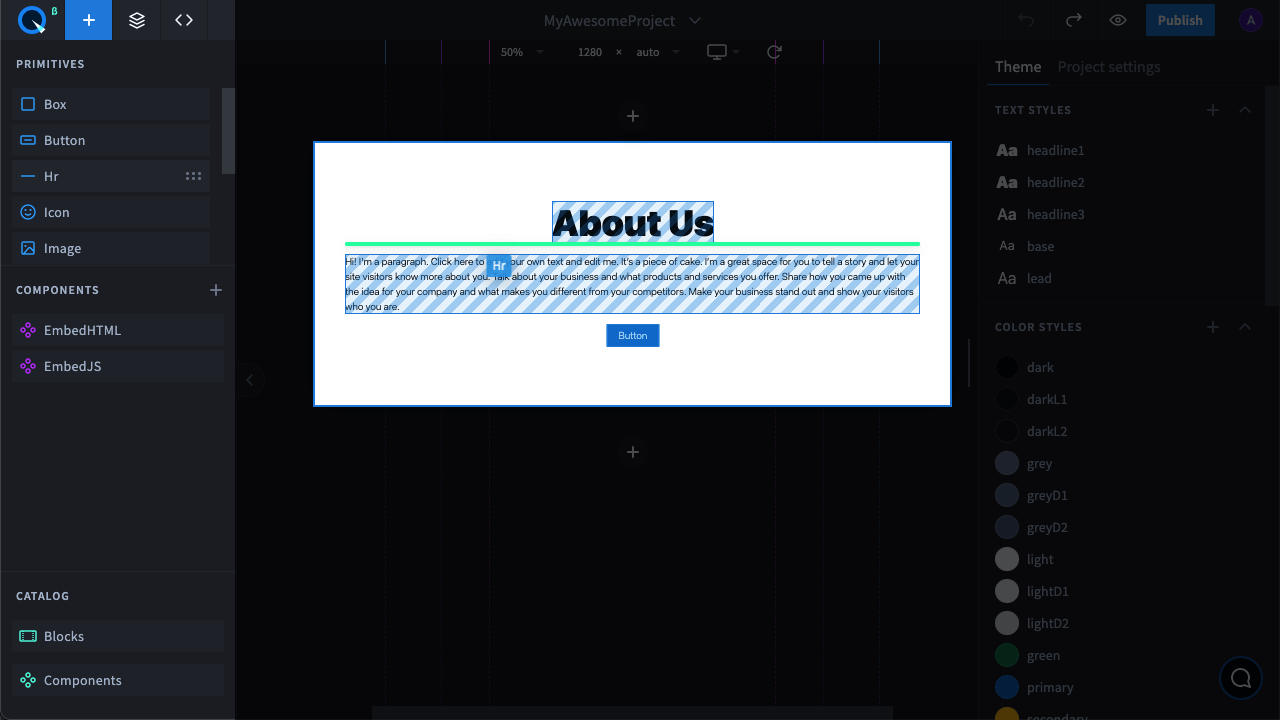 β
MyAwesomeProject
Publish
A
50%
1280 × auto
PRIMITIVES
Box
Button
Hr
Icon
Image
COMPONENTS
EmbedHTML
EmbedJS
CATALOG
Blocks
Components
About Us
Hi! I'm a paragraph. Click here to our own text and edit me. It's a piece of cake. I'm a great space for you to tell a story and let your
Hr
site visitors know more about you. Talk about your business and what products and services you offer. Share how you came up with
the idea for your company and what makes you different from your competitors. Make your business stand out and show your visitors
who you are.
Button
Theme
Project settings
TEXT STYLES
Aa headline1
Aa headline2
Aa headline3
Aa base
Aa lead
COLOR STYLES
dark
darkL1
darkL2
grey
greyD1
greyD2
light
lightD1
lightD2
green
primary
secondary